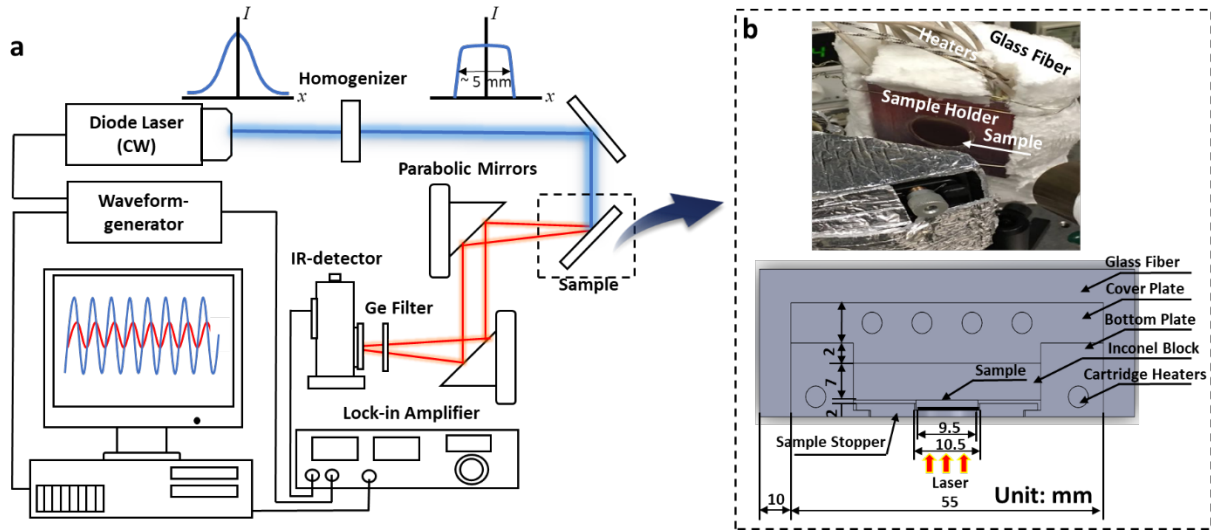 a
I
x
Homogenizer
I
~ 5 mm
x
Diode Laser
(CW)
Waveform-
generator
Parabolic Mirrors
IR-detector
Ge Filter
Sample
Lock-in Amplifier
b
Heaters
Glass Fiber
Sample Holder
Sample
Glass Fiber
Cover Plate
Bottom Plate
Inconel Block
Cartridge Heaters
Sample
2
7
2
Sample Stopper
9.5
10.5
Laser
10
55
Unit: mm